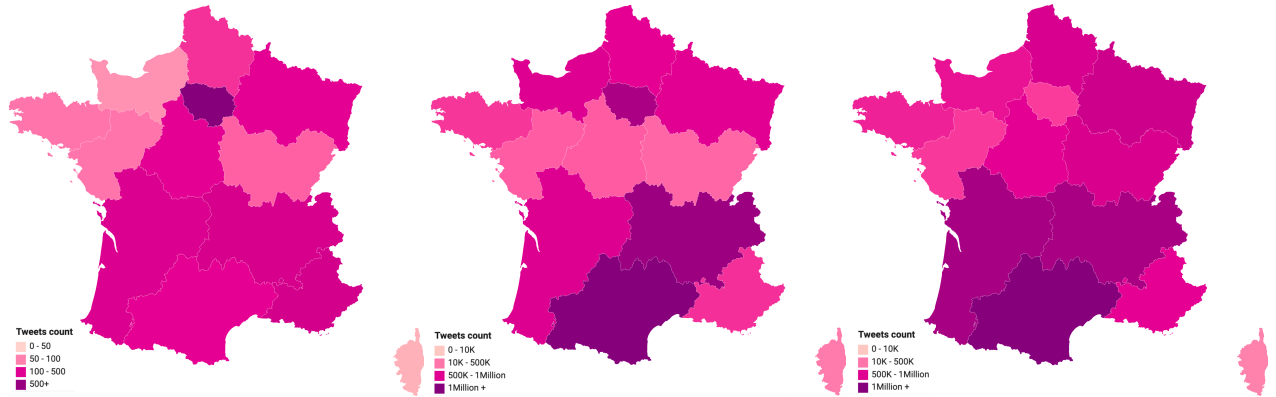 Tweets count
0 - 50
50 - 100
100 - 500
500+
Tweets count
0 - 10K
10K - 500K
500K - 1Million
1Million +
Tweets count
0 - 10K
10K - 500K
500K - 1Million
1Million +